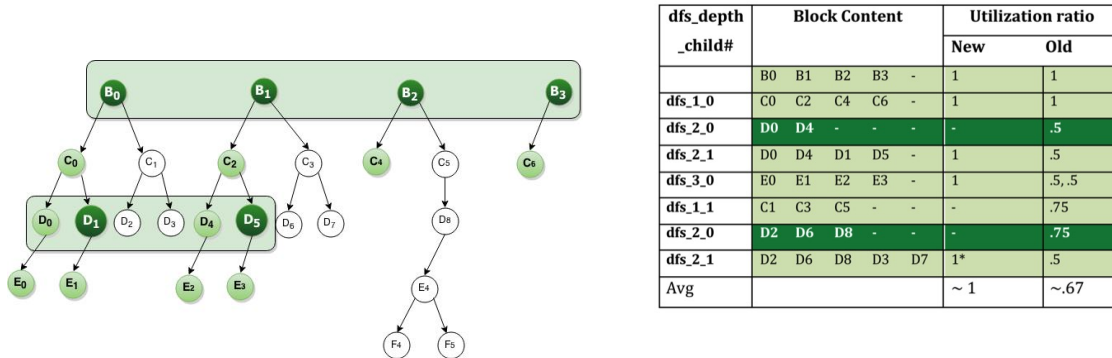 B0 B1 B2 B3
C0 C1 C2 C3 C4 C5 C6
D0 D1 D2 D3 D4 D5 D6 D7 D8
E0 E1 E2 E3 E4
F4 F5
dfs_depth Block Content Utilization ratio
_child# New Old
B0 B1 B2 B3 - 1 1
dfs_1_0 C0 C2 C4 C6 - 1 1
dfs_2_0 D0 D4 - - - - .5
dfs_2_1 D0 D4 D1 D5 - 1 .5
dfs_3_0 E0 E1 E2 E3 - 1 .5, .5
dfs_1_1 C1 C3 C5 - - - .75
dfs_2_0 D2 D6 D8 - - - .75
dfs_2_1 D2 D6 D8 D3 D7 1* .5
Avg ~ 1 ~.67